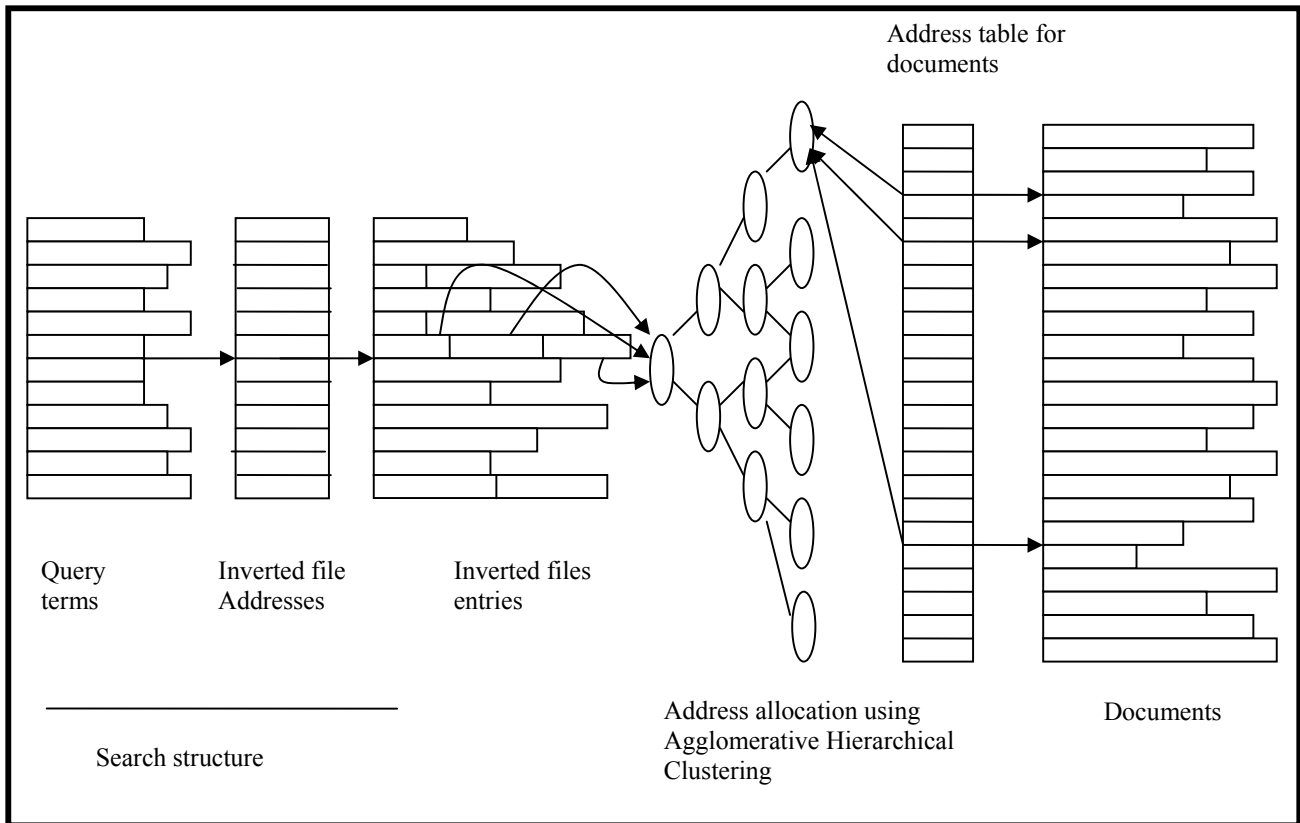 Address table for
documents
Query
terms
Inverted file
Addresses
Inverted files
entries
Address allocation using
Agglomerative Hierarchical
Clustering
Documents
Search structure